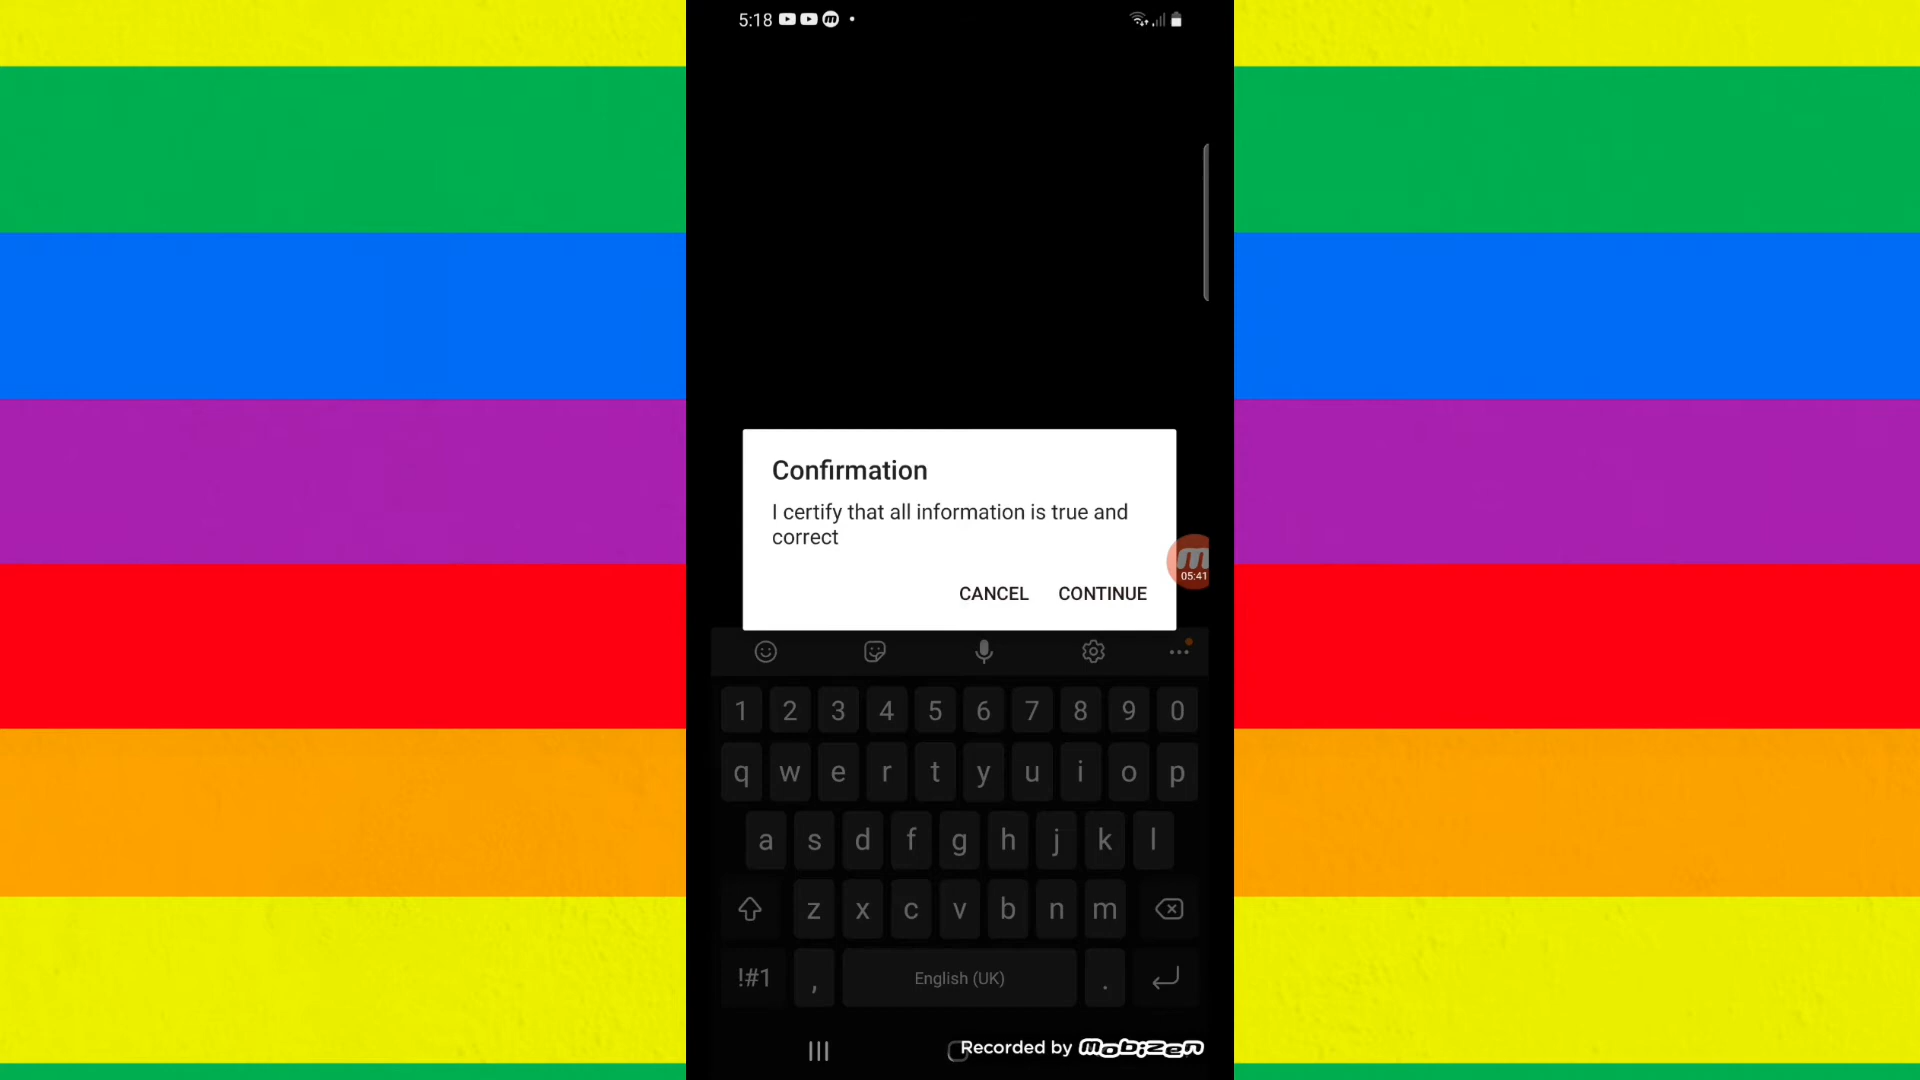 5:18
Confirmation
I certify that all information is true and
correct
CANCEL CONTINUE
05:41
1 2 3 4 5 6 7 8 9 0
q w e r t y u i o p
a s d f g h j k l
z x c v b n m
!#1 , English (UK) .
Recorded by Mobizen